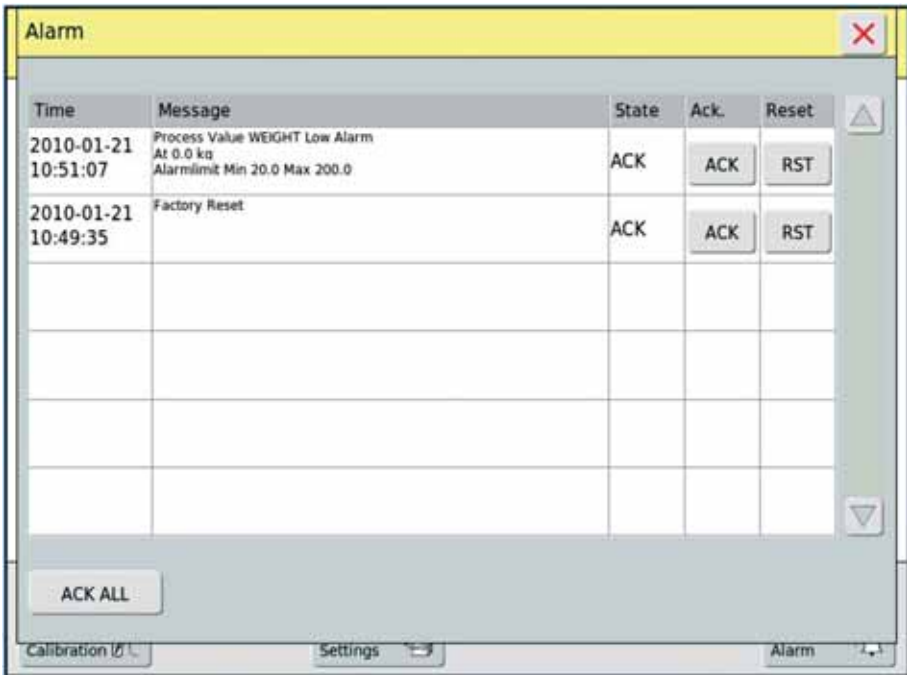 Alarm
Time Message State Ack. Reset
2010-01-21
10:51:07
Process Value WEIGHT Low Alarm
At 0.0 kg
Alarmlimit Min 20.0 Max 200.0
ACK ACK RST
2010-01-21
10:49:35
Factory Reset
ACK ACK RST
ACK ALL
Calibration Settings Alarm